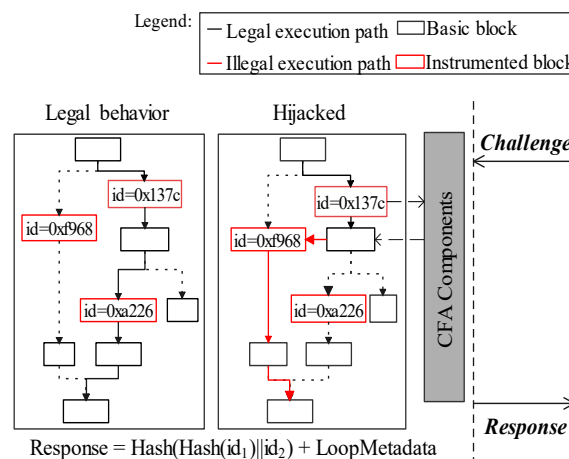 Legend:
Legal execution path
Basic block
Illegal execution path
Instrumented block
Legal behavior
Hijacked
id=0x137c
id=0xf968
id=0xa226
id=0x137c
id=0xf968
id=0xa226
CFA Components
Challenge
Response
Response = Hash(Hash(id₁)||id₂) + LoopMetadata